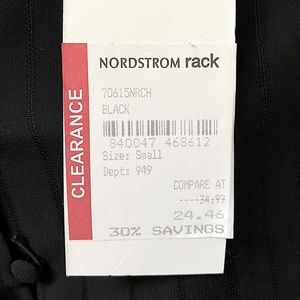 NORDSTROM rack
CLEARANCE
70615NRCH
BLACK
840047 468612
Size: Small
Dept: 949
COMPARE AT
----34.97
24.46
30% SAVINGS